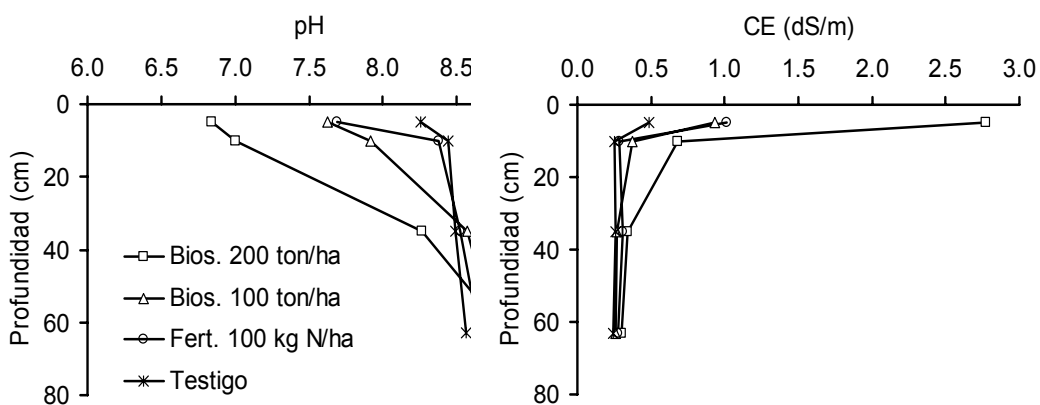 pH
6.0 6.5 7.0 7.5 8.0 8.5
0
20
40
60
80
Profundidad (cm)
Bios. 200 ton/ha
Bios. 100 ton/ha
Fert. 100 kg N/ha
Testigo
CE (dS/m)
0.0 0.5 1.0 1.5 2.0 2.5 3.0
0
20
40
60
80
Profundidad (cm)